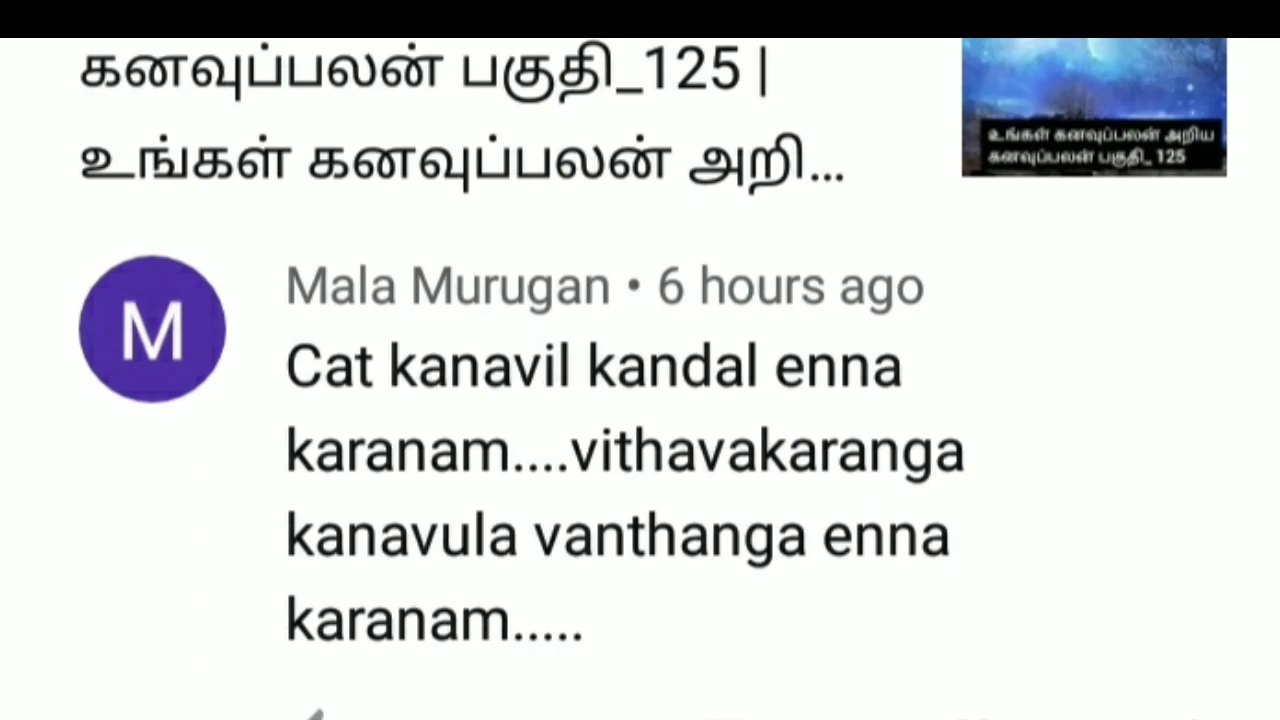 கனவுப்பலன் பகுதி_125 |
உங்கள் கனவுப்பலன் அறி...
உங்கள் கனவுப்பலன் அறிய
கனவுப்பலன் பகுதி_ 125
M
Mala Murugan • 6 hours ago
Cat kanavil kandal enna
karanam....vithavakaranga
kanavula vanthanga enna
karanam.....